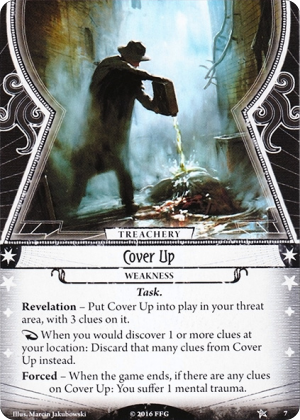 TREACHERY
Cover Up
WEAKNESS
Task.
Revelation – Put Cover Up into play in your threat
area, with 3 clues on it.
When you would discover 1 or more clues at
your location: Discard that many clues from Cover
Up instead.
Forced – When the game ends, if there are any clues
on Cover Up: You suffer 1 mental trauma.
Illus. Marcin Jakubowski
© 2016 FFG
7